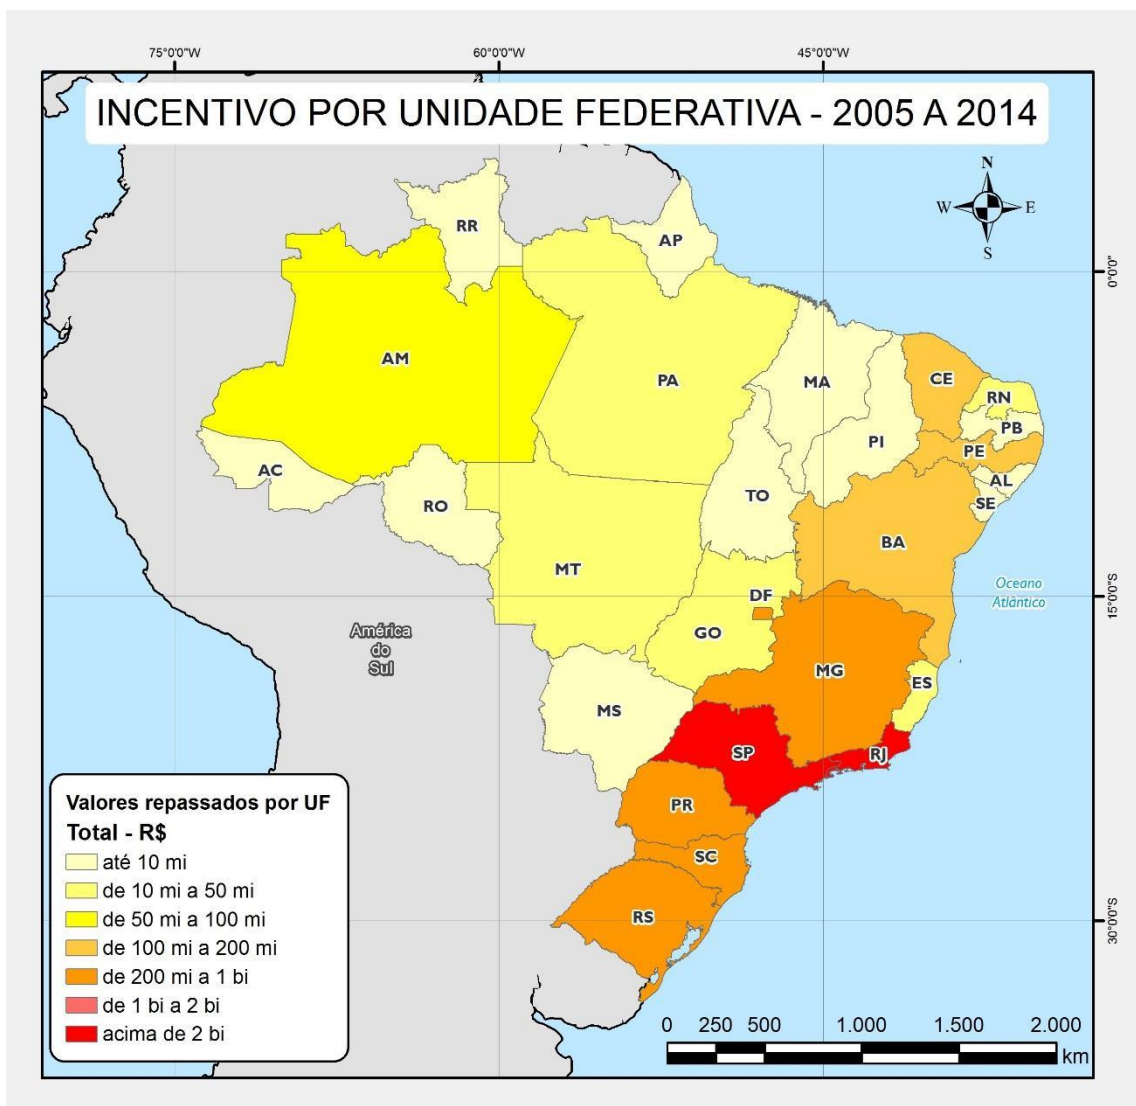 75°0'0"W 60°0'0"W 45°0'0"W
INCENTIVO POR UNIDADE FEDERATIVA - 2005 A 2014
N
W E
S
RR
AP
0°0'0"
AM
PA
MA
CE
RN
PB
PI
PE
AC
AL
TO
SE
RO
BA
MT
DF
Oceano
Atlântico
15°0'0"S
GO
América
do
Sul
MG
ES
MS
SP
RJ
PR
SC
RS
30°0'0"S
Valores repassados por UF
Total - R$
até 10 mi
de 10 mi a 50 mi
de 50 mi a 100 mi
de 100 mi a 200 mi
de 200 mi a 1 bi
de 1 bi a 2 bi
acima de 2 bi
0 250 500 1.000 1.500 2.000
km